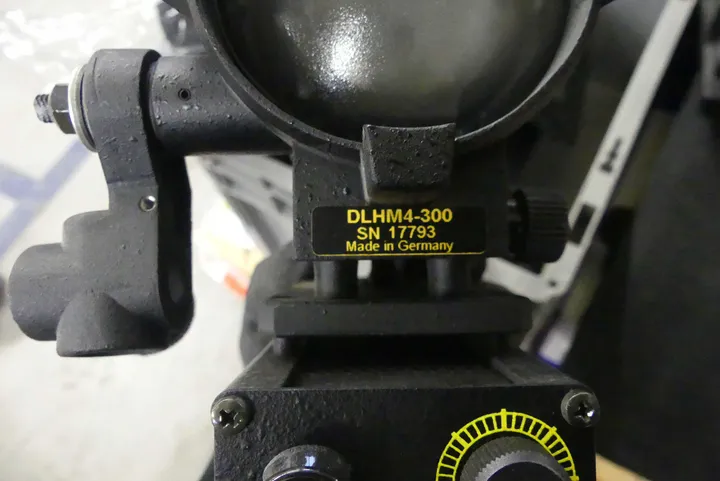 DLHM4-300
SN 17793
Made in Germany